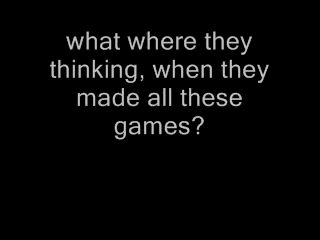 what where they
thinking, when they
made all these
games?